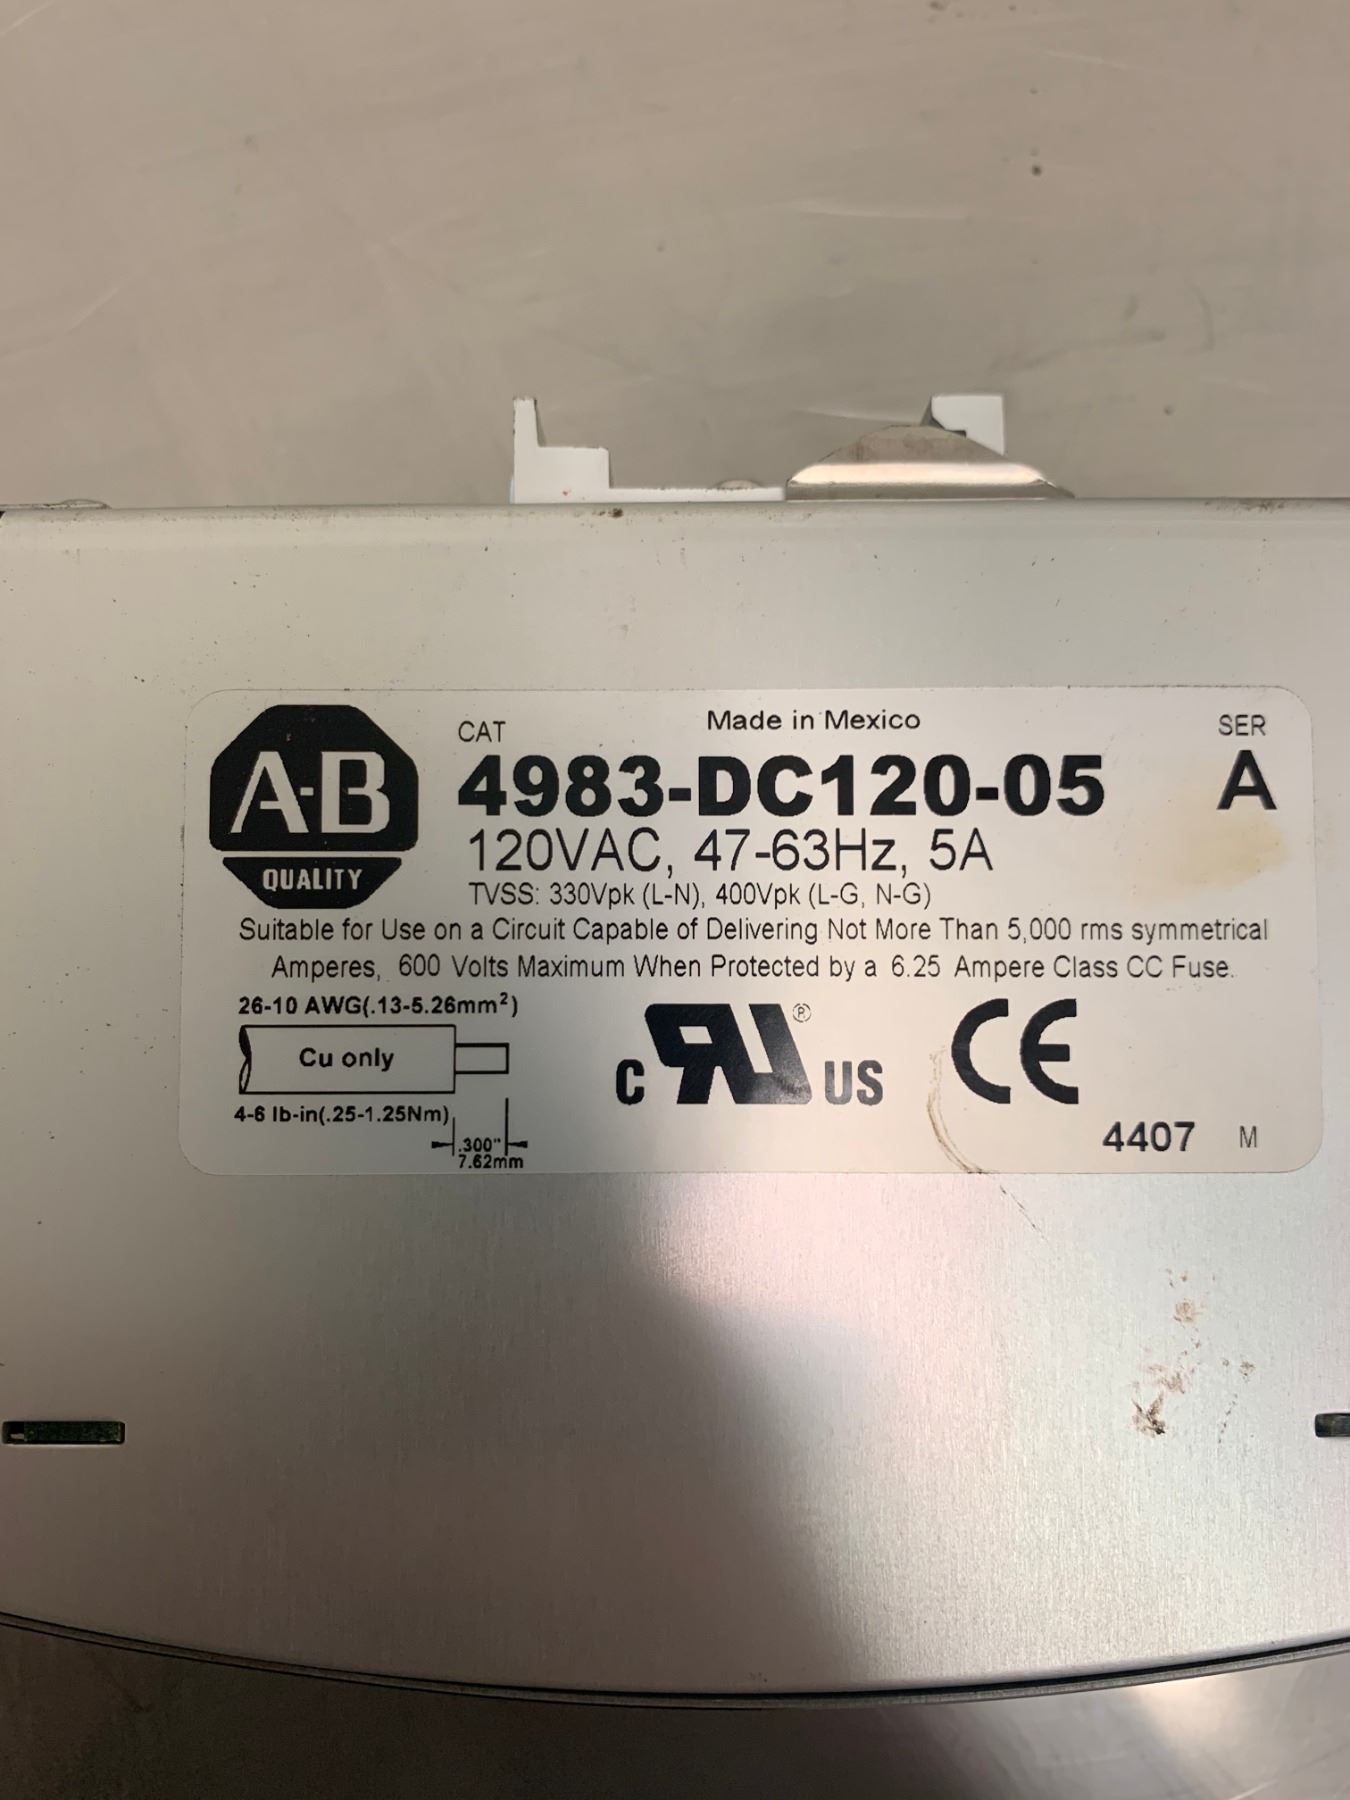 A-B
QUALITY
CAT
Made in Mexico
SER
4983-DC120-05
A
120VAC, 47-63Hz, 5A
TVSS: 330Vpk (L-N), 400Vpk (L-G, N-G)
Suitable for Use on a Circuit Capable of Delivering Not More Than 5,000 rms symmetrical
Amperes, 600 Volts Maximum When Protected by a 6.25 Ampere Class CC Fuse.
26-10 AWG(.13-5.26mm²)
Cu only
4-6 lb-in(.25-1.25Nm)
.300"
7.62mm
C RU® US
CE
4407 M